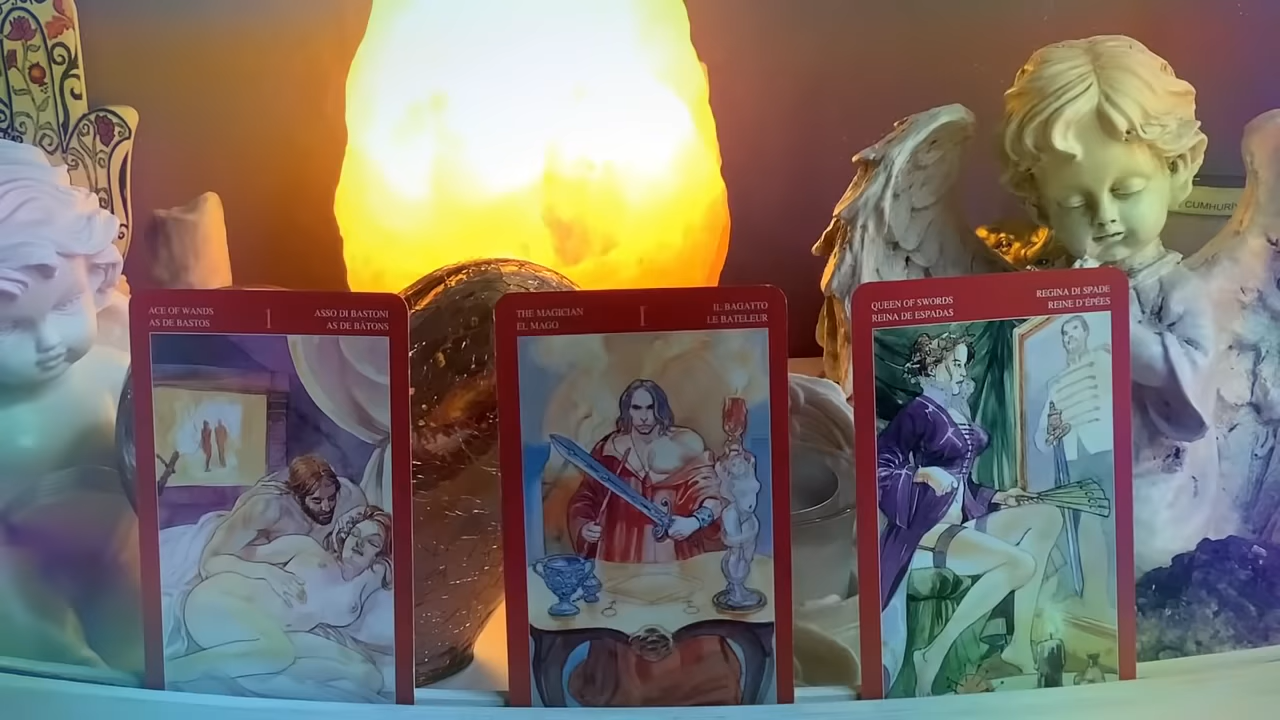 ACE OF WANDS
AS DE BASTOS
I
ASSO DI BASTONI
AS DE BÂTONS
THE MAGICIAN
EL MAGO
I
IL BAGATTO
LE BATELEUR
QUEEN OF SWORDS
REINA DE ESPADAS
REGINA DI SPADE
REINE D'ÉPÉES